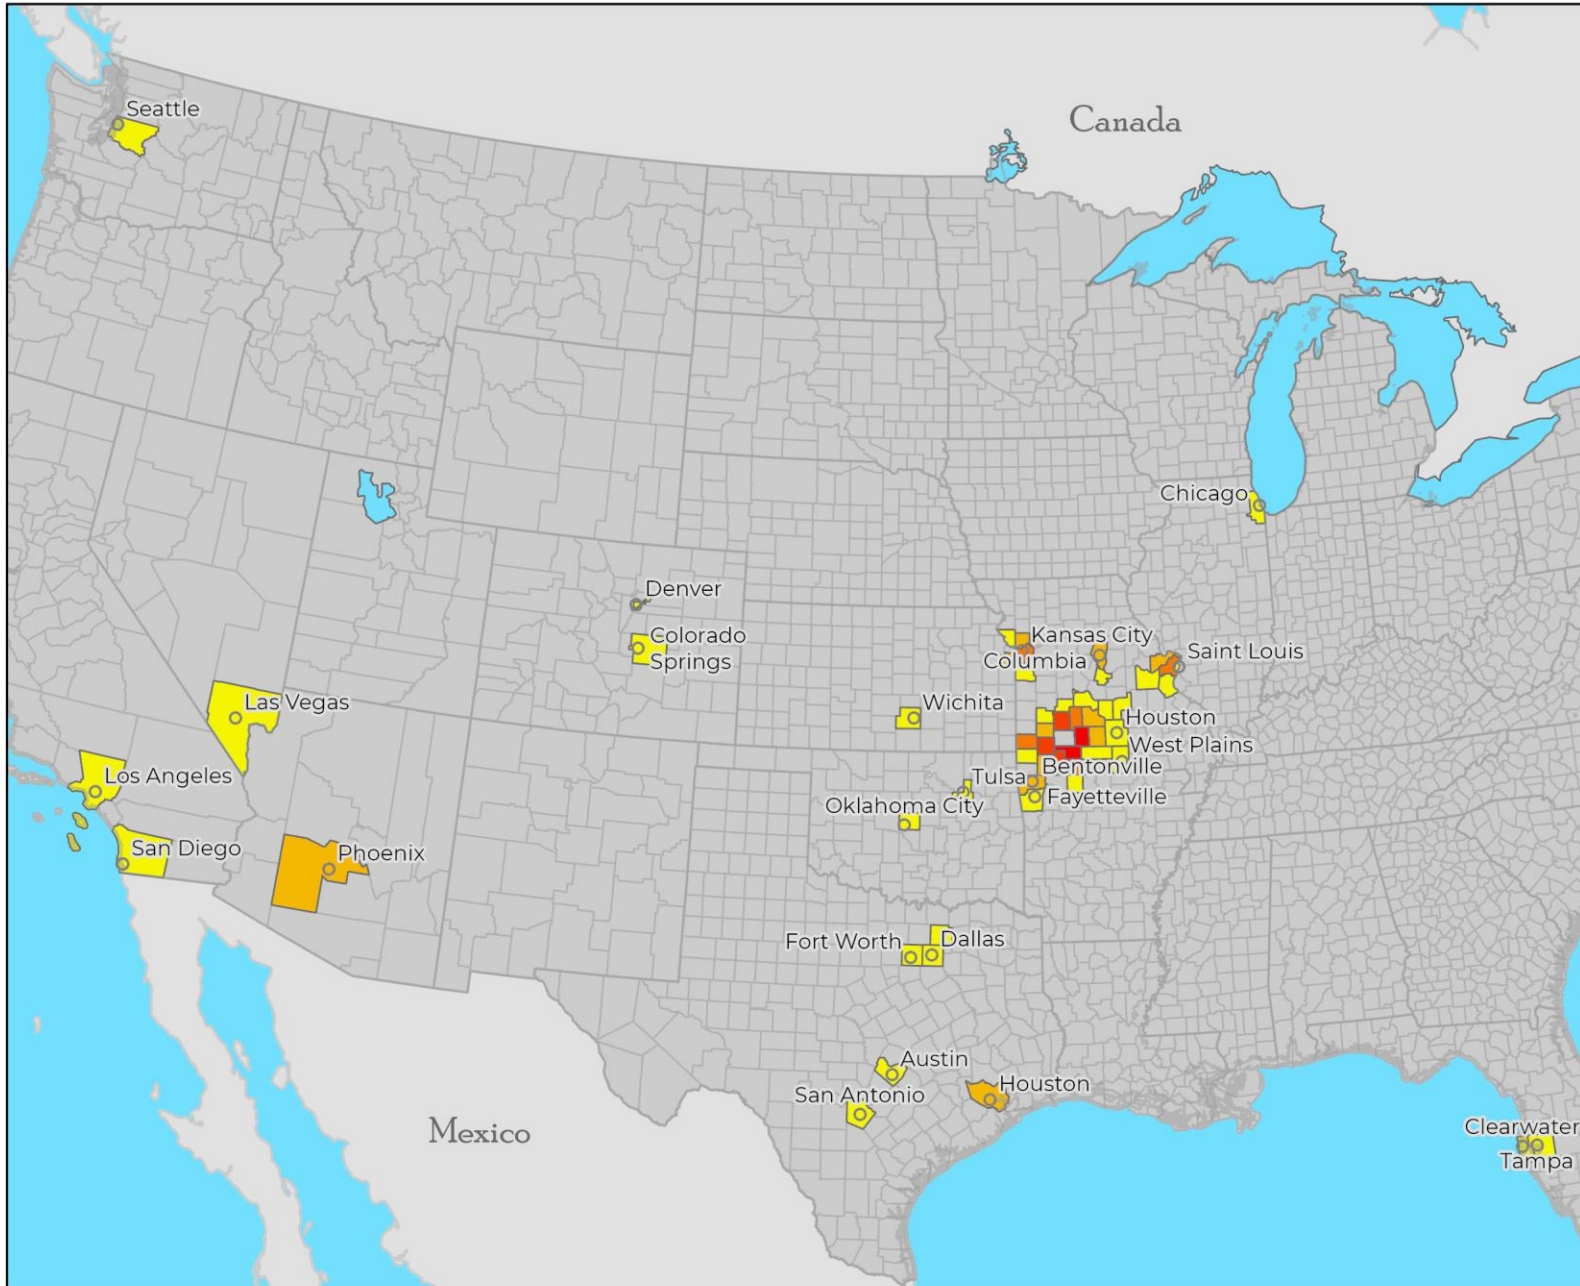 Seattle
Canada
Chicago
Denver
Colorado
Springs
Kansas City
Columbia
Saint Louis
Las Vegas
Wichita
Houston
West Plains
Los Angeles
Bentonville
Tulsa
Fayetteville
Oklahoma City
San Diego
Phoenix
Fort Worth
Dallas
Austin
Houston
San Antonio
Mexico
Clearwater
Tampa